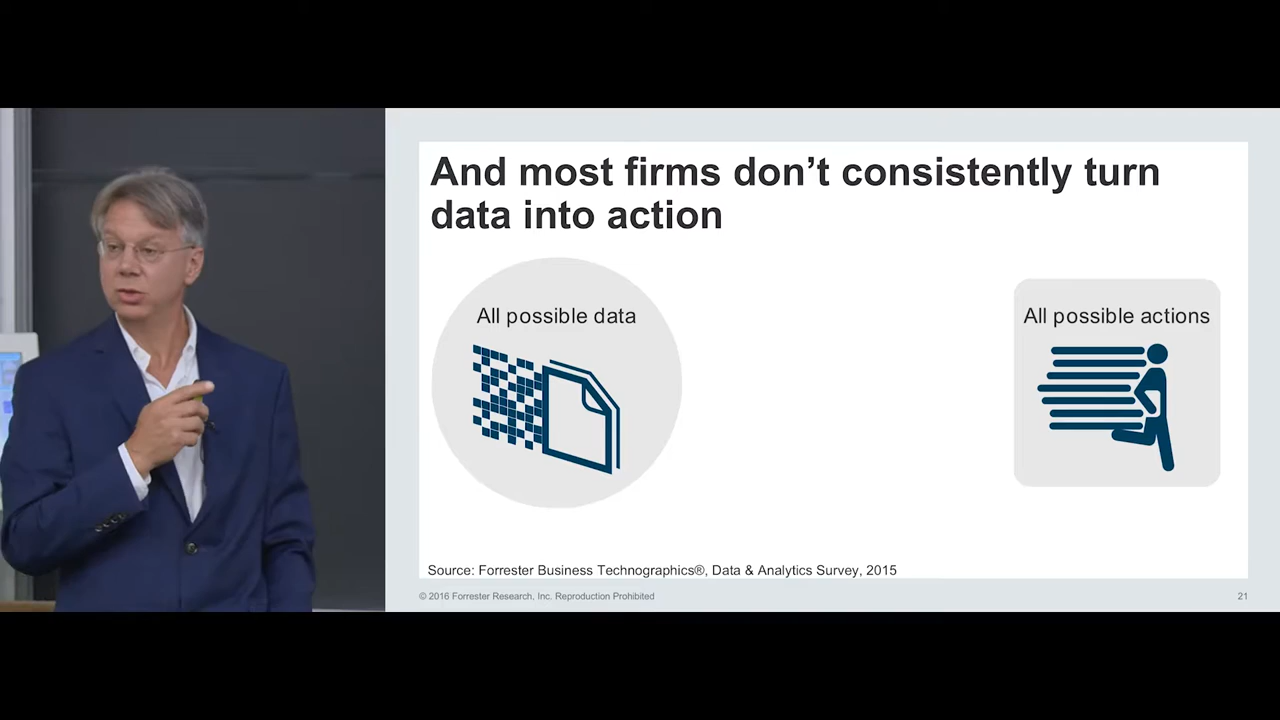 And most firms don’t consistently turn
data into action
All possible data
All possible actions
Source: Forrester Business Technographics®, Data & Analytics Survey, 2015
© 2016 Forrester Research, Inc. Reproduction Prohibited
21